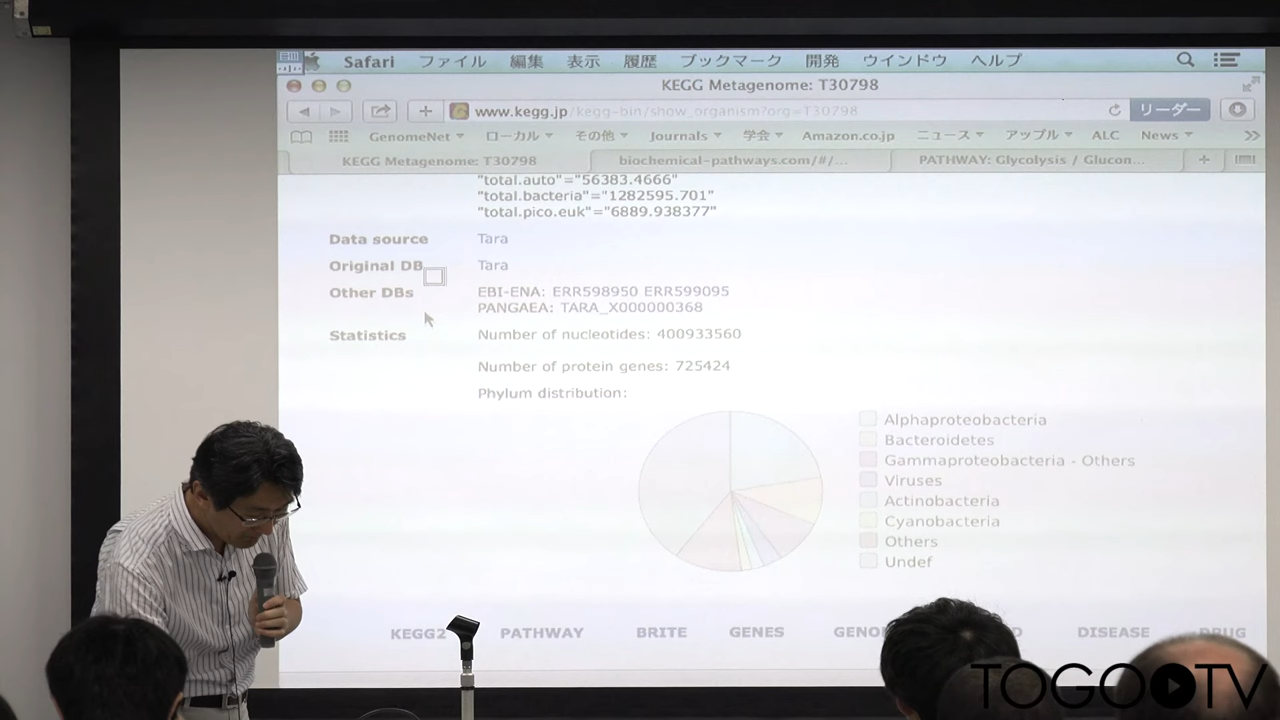 Safari ファイル 編集 表示 履歴 ブックマーク 開発 ウインドウ ヘルプ
KEGG Metagenome: T30798
www.kegg.jp/kegg-bin/show_organism?org=T30798 リーダー
GenomeNet ローカル その他 Journals 学会 Amazon.co.jp ニュース アップル ALC News
KEGG Metagenome: T30798 biochemical-pathways.com/#/... PATHWAY: Glycolysis / Glucon...
"total.auto"="56383.4666"
"total.bacteria"="1282595.701"
"total.pico.euk"="6889.938377"
Data source Tara
Original DB Tara
Other DBs EBI-ENA: ERR598950 ERR599095
PANGAEA: TARA_X000000368
Statistics Number of nucleotides: 400933560
Number of protein genes: 725424
Phylum distribution:
Alphaproteobacteria
Bacteroidetes
Gammaproteobacteria - Others
Viruses
Actinobacteria
Cyanobacteria
Others
Undef
KEGG2 PATHWAY BRITE GENES DISEASE DRUG
TOGOTV